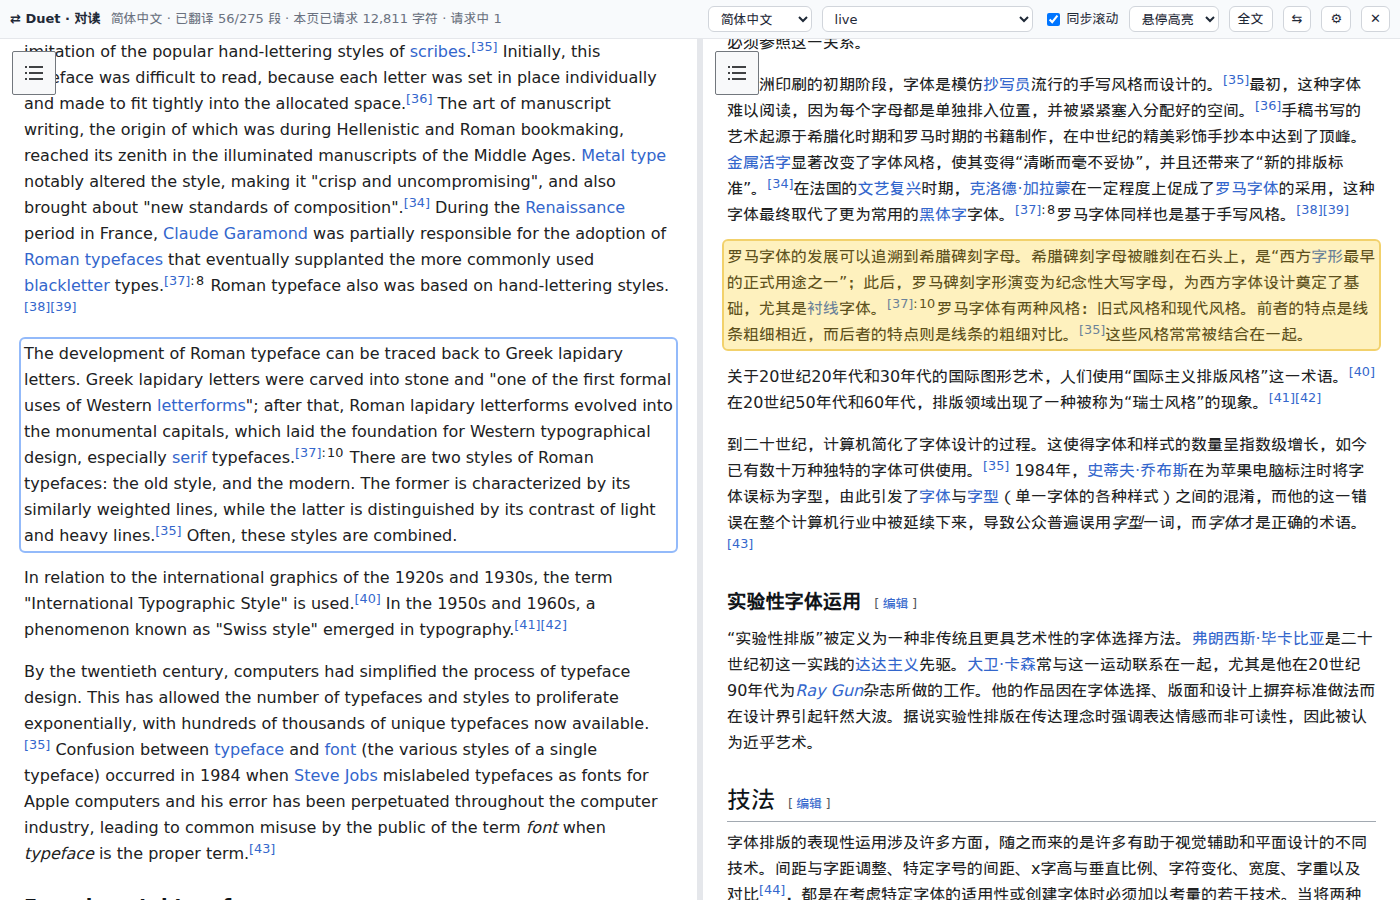 ⇄ Duet · 对读 简体中文 · 已翻译 56/275 段 · 本页已请求 12,811 字符 · 请求中 1 简体中文 live 同步滚动 悬停高亮 全文 ⇆ ⚙ ✕
imitation of the popular hand-lettering styles of scribes.[35] Initially, this
typeface was difficult to read, because each letter was set in place individually
and made to fit tightly into the allocated space.[36] The art of manuscript
writing, the origin of which was during Hellenistic and Roman bookmaking,
reached its zenith in the illuminated manuscripts of the Middle Ages. Metal type
notably altered the style, making it "crisp and uncompromising", and also
brought about "new standards of composition".[34] During the Renaissance
period in France, Claude Garamond was partially responsible for the adoption of
Roman typefaces that eventually supplanted the more commonly used
blackletter types.[37]:8 Roman typeface also was based on hand-lettering styles.
[38][39]
The development of Roman typeface can be traced back to Greek lapidary
letters. Greek lapidary letters were carved into stone and "one of the first formal
uses of Western letterforms"; after that, Roman lapidary letterforms evolved into
the monumental capitals, which laid the foundation for Western typographical
design, especially serif typefaces.[37]:10 There are two styles of Roman
typefaces: the old style, and the modern. The former is characterized by its
similarly weighted lines, while the latter is distinguished by its contrast of light
and heavy lines.[35] Often, these styles are combined.
In relation to the international graphics of the 1920s and 1930s, the term
"International Typographic Style" is used.[40] In the 1950s and 1960s, a
phenomenon known as "Swiss style" emerged in typography.[41][42]
By the twentieth century, computers had simplified the process of typeface
design. This has allowed the number of typefaces and styles to proliferate
exponentially, with hundreds of thousands of unique typefaces now available.
[35] Confusion between typeface and font (the various styles of a single
typeface) occurred in 1984 when Steve Jobs mislabeled typefaces as fonts for
Apple computers and his error has been perpetuated throughout the computer
industry, leading to common misuse by the public of the term font when
typeface is the proper term.[43]
必须参照这一关系。
洲印刷的初期阶段，字体是模仿抄写员流行的手写风格而设计的。[35]最初，这种字体
难以阅读，因为每个字母都是单独排入位置，并被紧紧塞入分配好的空间。[36]手稿书写的
艺术起源于希腊化时期和罗马时期的书籍制作，在中世纪的精美彩饰手抄本中达到了顶峰。
金属活字显著改变了字体风格，使其变得“清晰而毫不妥协”，并且还带来了“新的排版标
准”。[34]在法国的文艺复兴时期，克洛德·加拉蒙在一定程度上促成了罗马字体的采用，这种
字体最终取代了更为常用的黑体字字体。[37]:8罗马字体同样也是基于手写风格。[38][39]
罗马字体的发展可以追溯到希腊碑刻字母。希腊碑刻字母被雕刻在石头上，是“西方字形最早
的正式用途之一”；此后，罗马碑刻字形演变为纪念性大写字母，为西方字体设计奠定了基
础，尤其是衬线字体。[37]:10罗马字体有两种风格：旧式风格和现代风格。前者的特点是线
条粗细相近，而后者的特点则是线条的粗细对比。[35]这些风格常常被结合在一起。
关于20世纪20年代和30年代的国际图形艺术，人们使用“国际主义排版风格”这一术语。[40]
在20世纪50年代和60年代，排版领域出现了一种被称为“瑞士风格”的现象。[41][42]
到二十世纪，计算机简化了字体设计的过程。这使得字体和样式的数量呈指数级增长，如今
已有数十万种独特的字体可供使用。[35] 1984年，史蒂夫·乔布斯在为苹果电脑标注时将字
体误标为字型，由此引发了字体与字型（单一字体的各种样式）之间的混淆，而他的这一错
误在整个计算机行业中被延续下来，导致公众普遍误用字型一词，而字体才是正确的术语。
[43]
实验性字体运用 [ 编辑 ]
“实验性排版”被定义为一种非传统且更具艺术性的字体选择方法。弗朗西斯·毕卡比亚是二十
世纪初这一实践的达达主义先驱。大卫·卡森常与这一运动联系在一起，尤其是他在20世纪
90年代为Ray Gun杂志所做的工作。他的作品因在字体选择、版面和设计上摒弃标准做法而
在设计界引起轩然大波。据说实验性排版在传达理念时强调表达情感而非可读性，因此被认
为近乎艺术。
技法 [ 编辑 ]
字体排版的表现性运用涉及许多方面，随之而来的是许多有助于视觉辅助和平面设计的不同
技术。间距与字距调整、特定字号的间距、x字高与垂直比例、字符变化、宽度、字重以及
对比[44]，都是在考虑特定字体的适用性或创建字体时必须加以考量的若干技术。当将两种